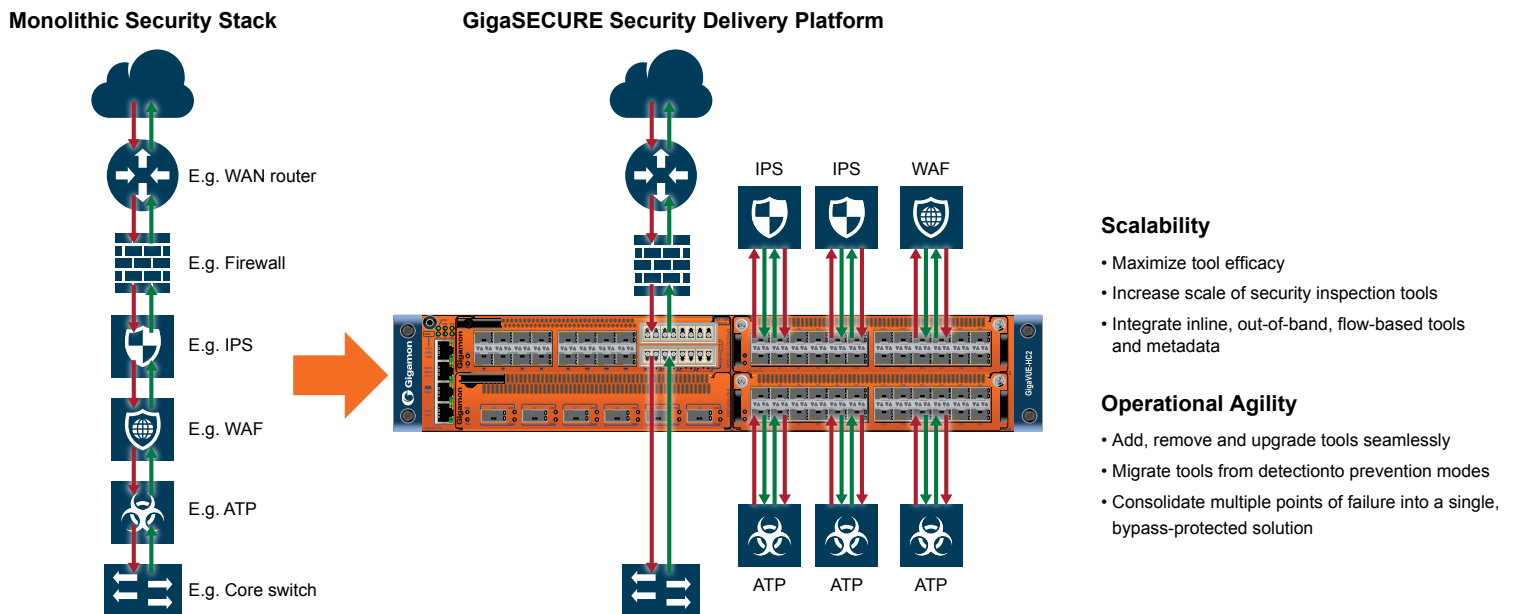 Monolithic Security Stack
GigaSECURE Security Delivery Platform
E.g. WAN router
E.g. Firewall
E.g. IPS
E.g. WAF
E.g. ATP
E.g. Core switch
IPS
IPS
WAF
Gigamon
Gigamon
Gigamon
GigaVUE-HC2
ATP
ATP
ATP
Scalability
• Maximize tool efficacy
• Increase scale of security inspection tools
• Integrate inline, out-of-band, flow-based tools
and metadata
Operational Agility
• Add, remove and upgrade tools seamlessly
• Migrate tools from detectionto prevention modes
• Consolidate multiple points of failure into a single,
bypass-protected solution